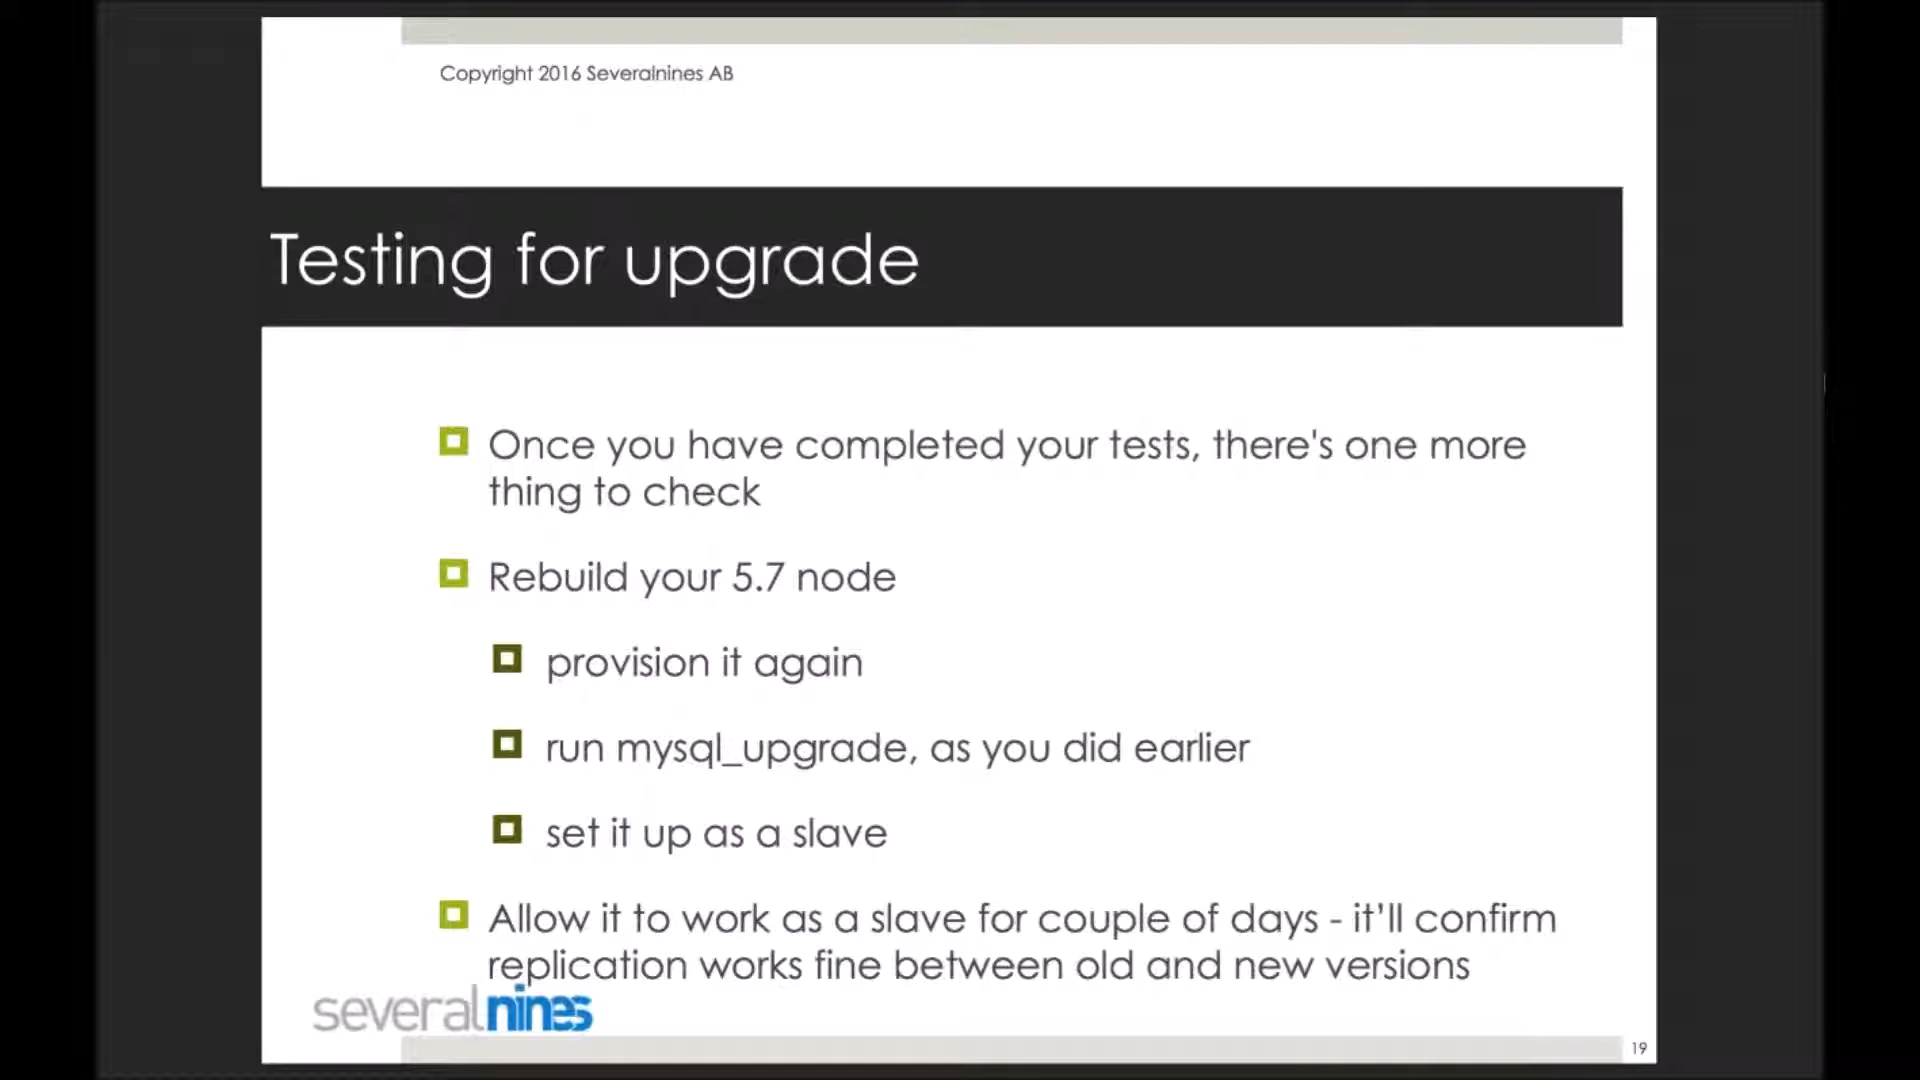 Copyright 2016 Severalnines AB
Testing for upgrade
Once you have completed your tests, there's one more
thing to check
Rebuild your 5.7 node
provision it again
run mysql_upgrade, as you did earlier
set it up as a slave
Allow it to work as a slave for couple of days - it’ll confirm
replication works fine between old and new versions
severalnines
19